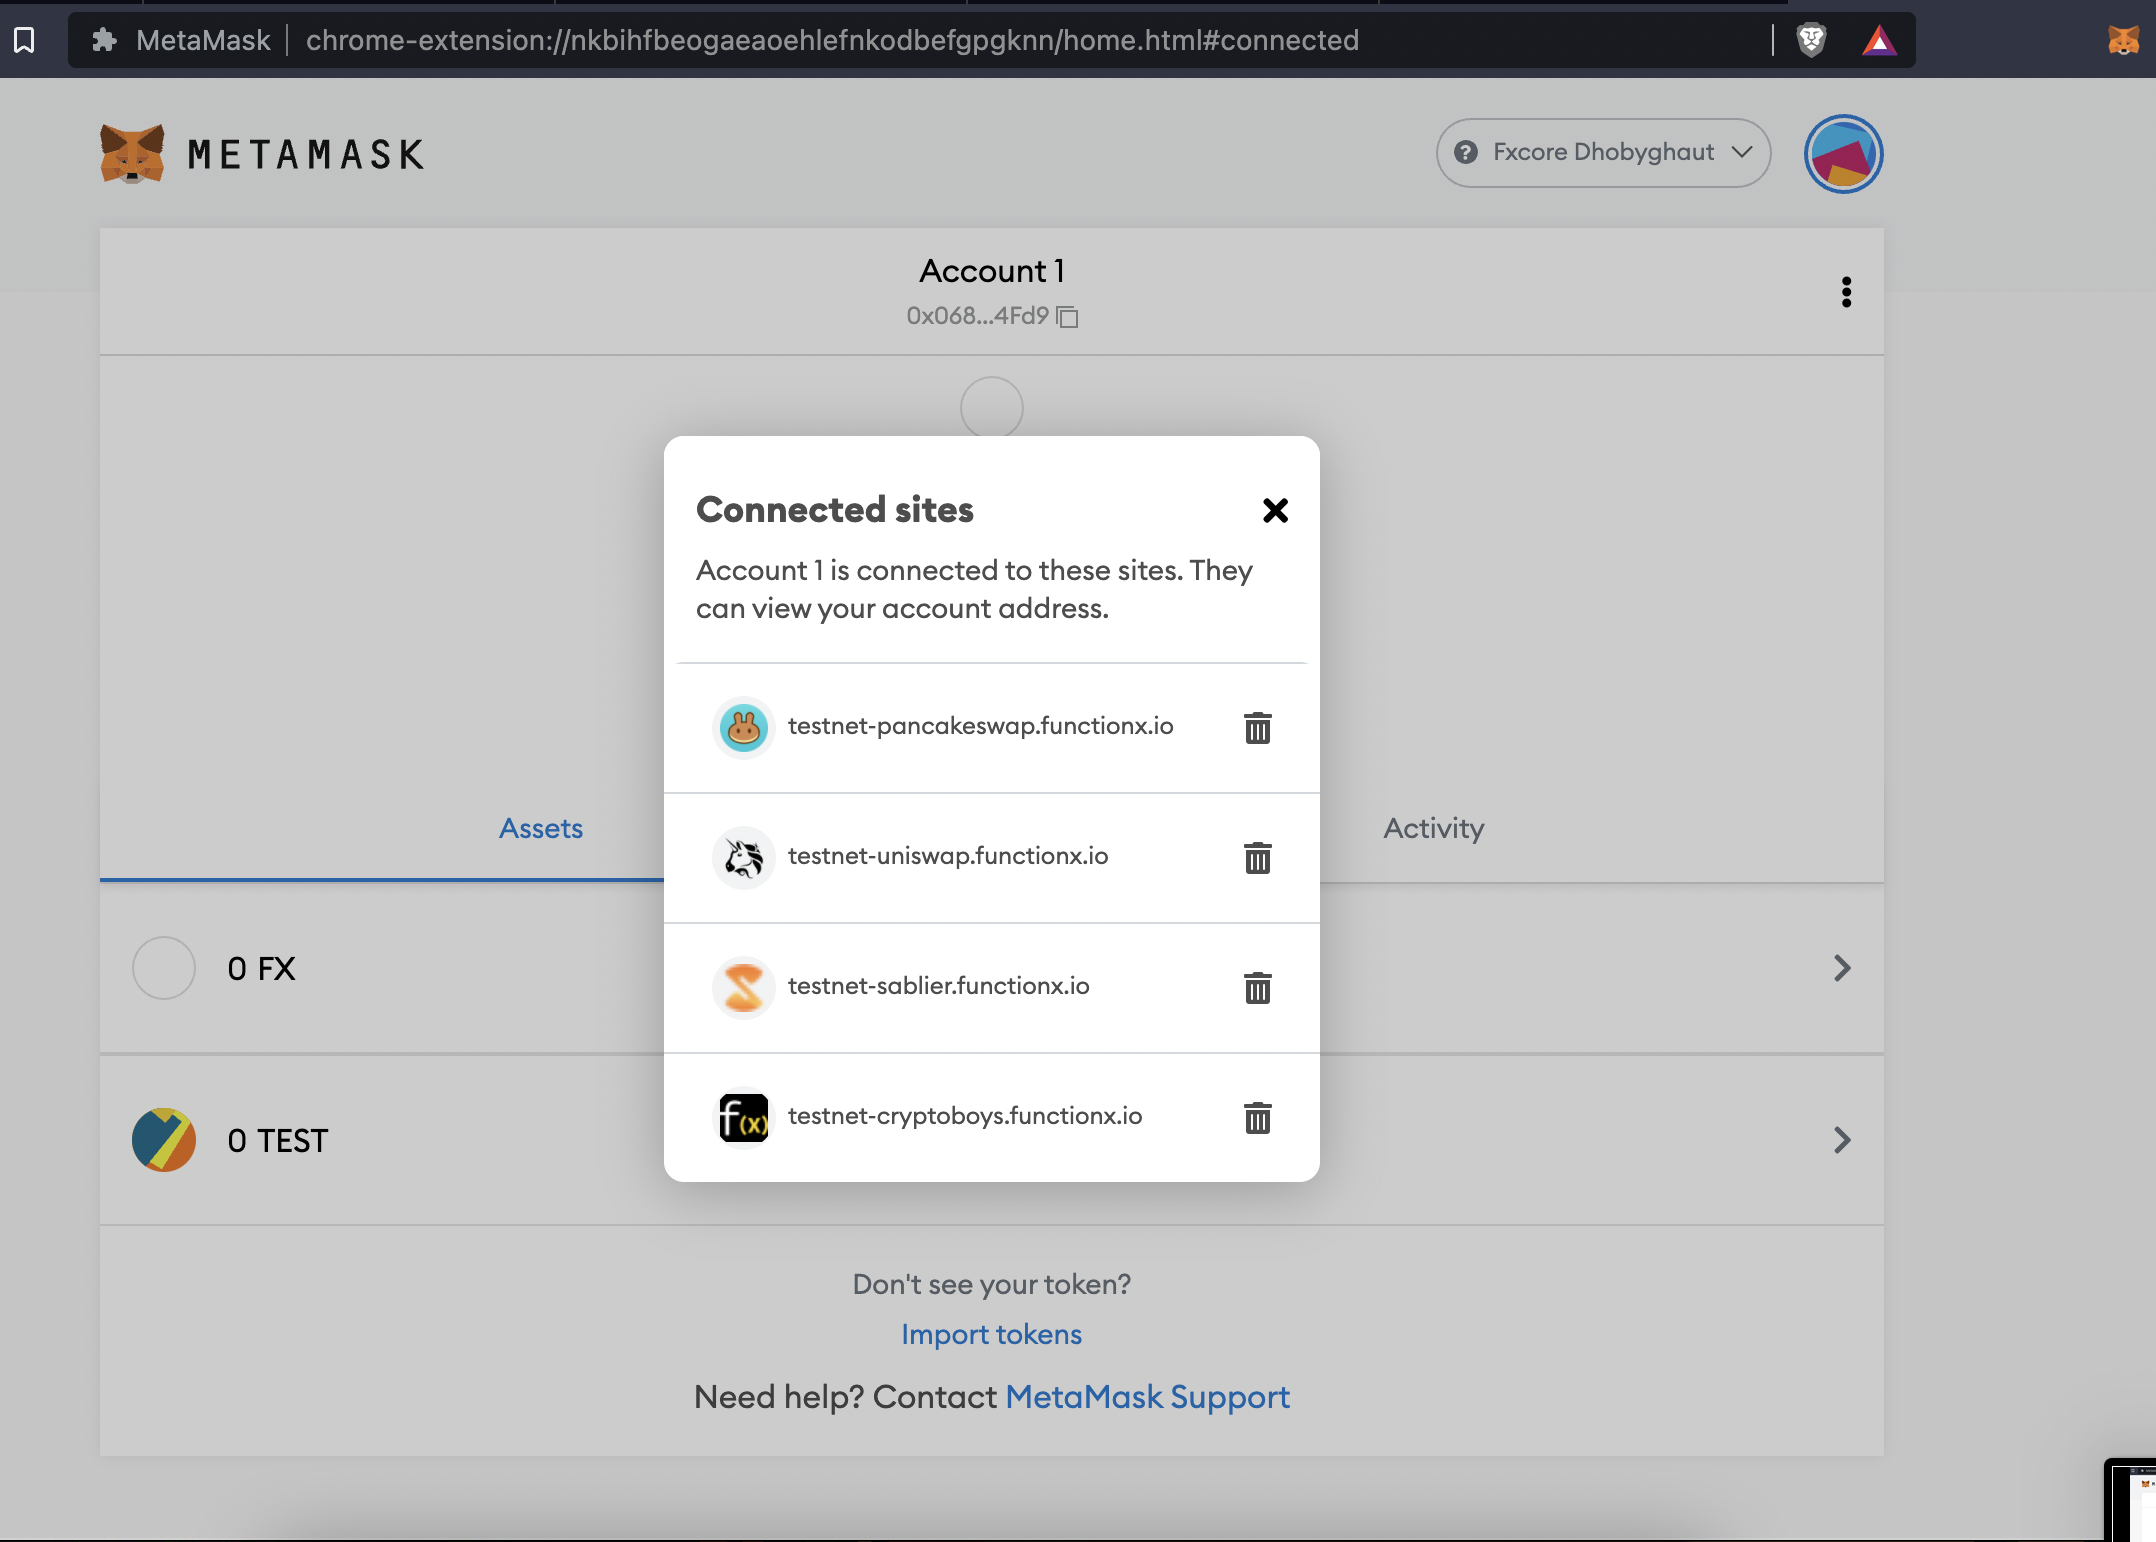 MetaMask
chrome-extension://nkbihfbeogaeaoehlefnkodbefgpgknn/home.html#connected
METAMASK
Fxcore Dhobyghaut
Account 1
0x068...4Fd9
Connected sites
Account 1 is connected to these sites. They
can view your account address.
testnet-pancakeswap.functionx.io
testnet-uniswap.functionx.io
testnet-sablier.functionx.io
f(x)
testnet-cryptoboys.functionx.io
Assets
Activity
0 FX
0 TEST
Don't see your token?
Import tokens
Need help? Contact MetaMask Support